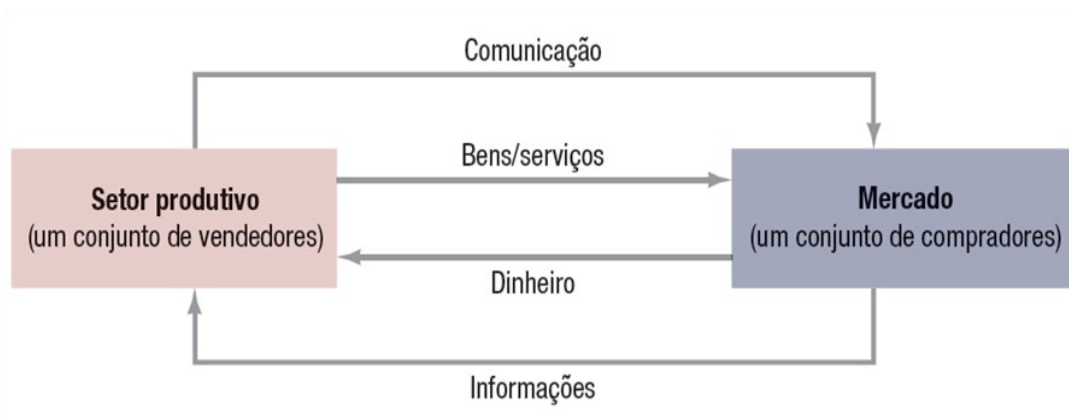 Comunicação
Bens/serviços
Setor produtivo
(um conjunto de vendedores)
Mercado
(um conjunto de compradores)
Dinheiro
Informações